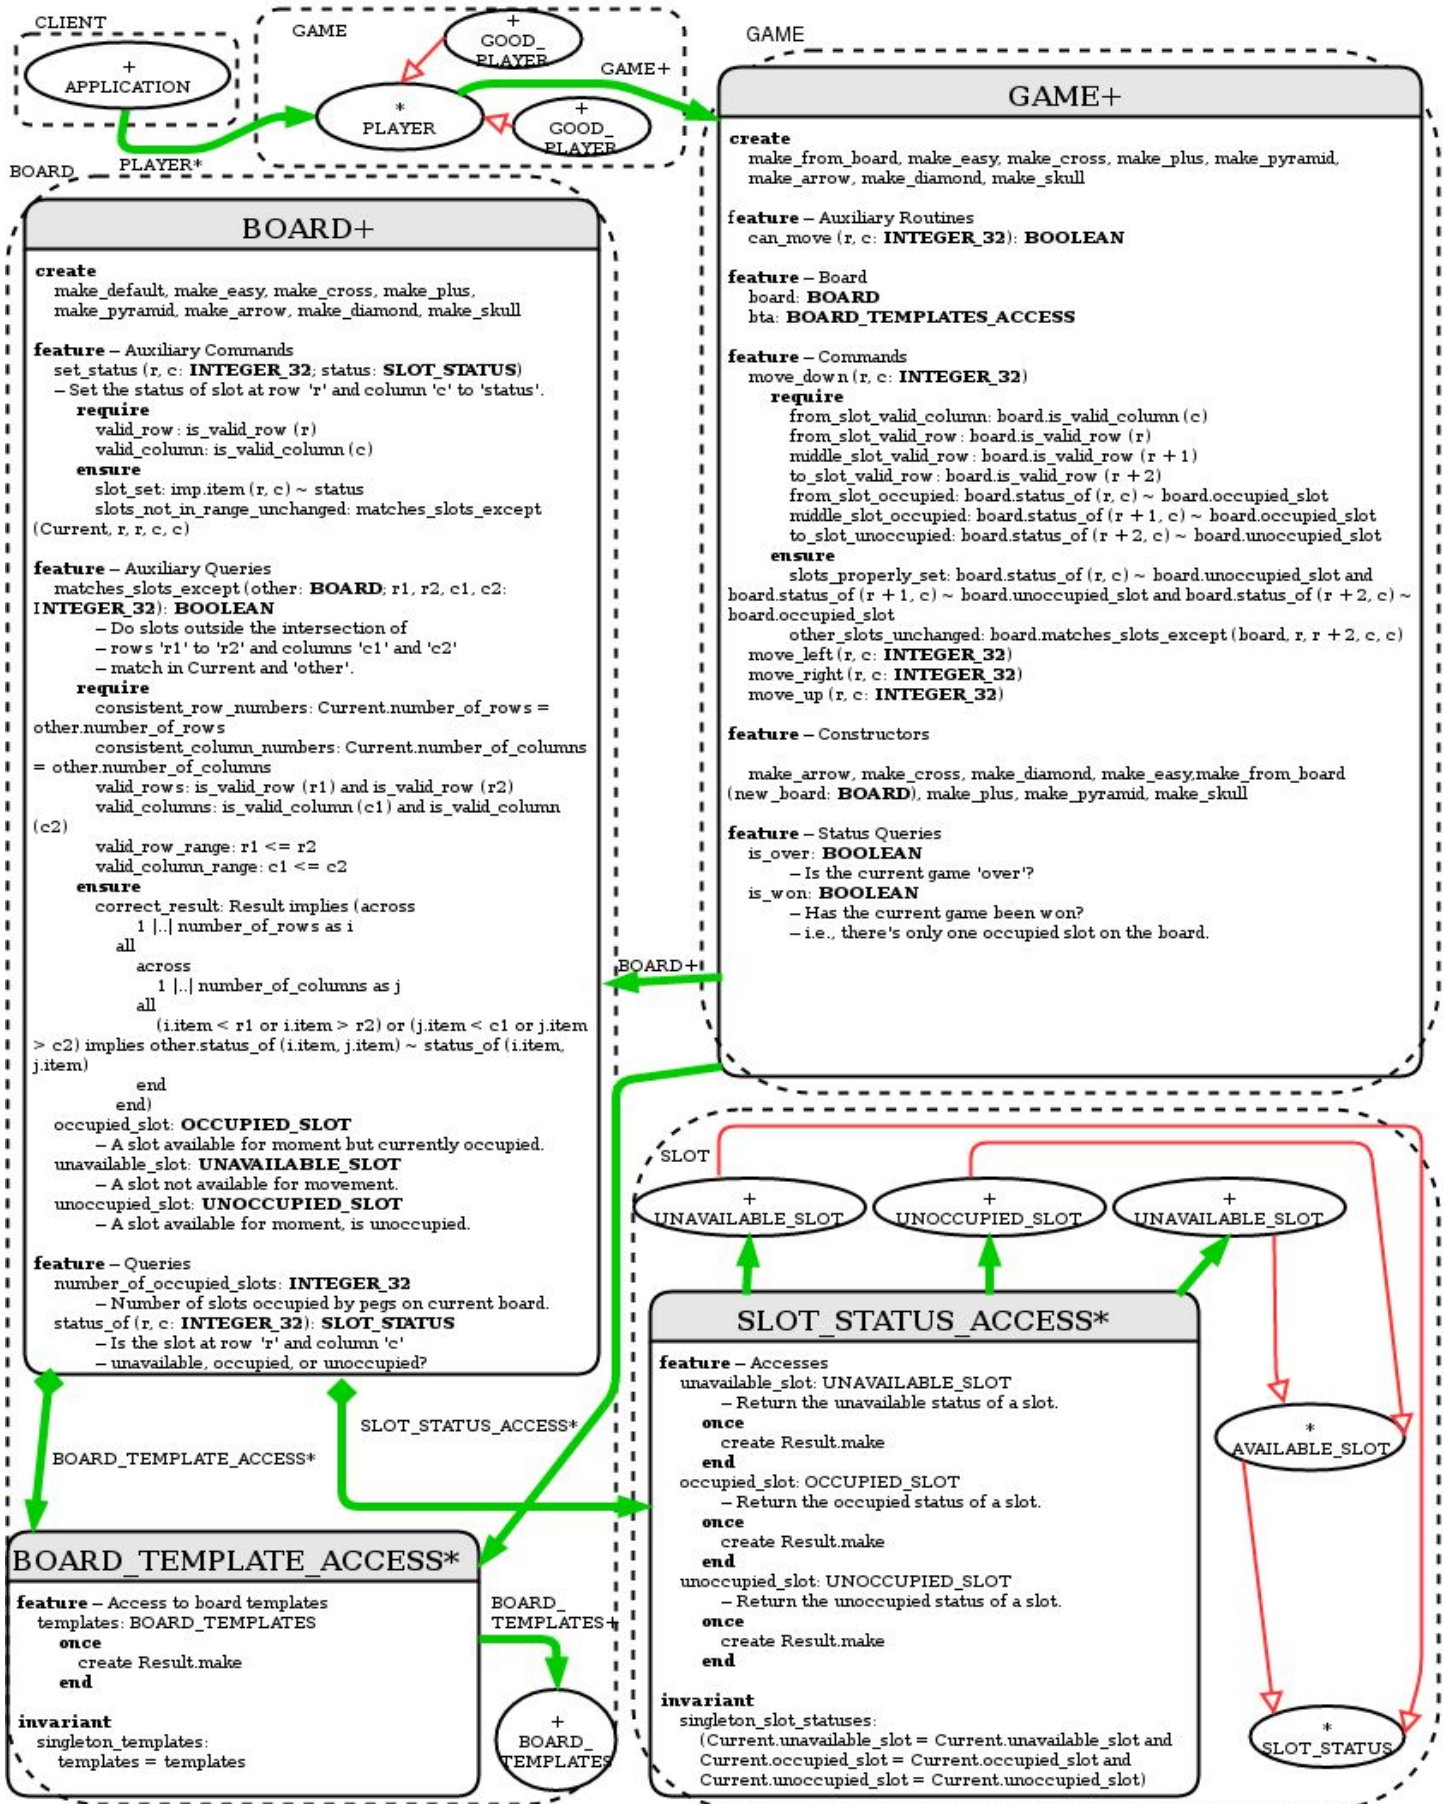 CLIENT
+
APPLICATION
PLAYER*
GAME
+
GOOD_
PLAYER
*
PLAYER
+
GOOD_
PLAYER
GAME+
BOARD
BOARD+
create
make_default, make_easy, make_cross, make_plus,
make_pyramid, make_arrow, make_diamond, make_skull
feature – Auxiliary Commands
set_status (r, c: INTEGER_32; status: SLOT_STATUS)
– Set the status of slot at row 'r' and column 'c' to 'status'.
require
valid_row: is_valid_row (r)
valid_column: is_valid_column (c)
ensure
slot_set: imp.item (r, c) ~ status
slots_not_in_range_unchanged: matches_slots_except
(Current, r, r, c, c)
feature – Auxiliary Queries
matches_slots_except (other: BOARD; r1, r2, c1, c2:
INTEGER_32): BOOLEAN
– Do slots outside the intersection of
– rows 'r1' to 'r2' and columns 'c1' and 'c2'
– match in Current and 'other'.
require
consistent_row_numbers: Current.number_of_rows =
other.number_of_rows
consistent_column_numbers: Current.number_of_columns
= other.number_of_columns
valid_rows: is_valid_row (r1) and is_valid_row (r2)
valid_columns: is_valid_column (c1) and is_valid_column
(c2)
valid_row_range: r1 <= r2
valid_column_range: c1 <= c2
ensure
correct_result: Result implies (across
1 |..| number_of_rows as i
all
across
1 |..| number_of_columns as j
all
(i.item < r1 or i.item > r2) or (j.item < c1 or j.item
> c2) implies other.status_of (i.item, j.item) ~ status_of (i.item,
j.item)
end
end)
occupied_slot: OCCUPIED_SLOT
– A slot available for moment but currently occupied.
unavailable_slot: UNAVAILABLE_SLOT
– A slot not available for movement.
unoccupied_slot: UNOCCUPIED_SLOT
– A slot available for moment, is unoccupied.
feature – Queries
number_of_occupied_slots: INTEGER_32
– Number of slots occupied by pegs on current board.
status_of (r, c: INTEGER_32): SLOT_STATUS
– Is the slot at row 'r' and column 'c'
– unavailable, occupied, or unoccupied?
GAME
GAME+
create
make_from_board, make_easy, make_cross, make_plus, make_pyramid,
make_arrow, make_diamond, make_skull
feature – Auxiliary Routines
can_move (r, c: INTEGER_32): BOOLEAN
feature – Board
board: BOARD
bta: BOARD_TEMPLATES_ACCESS
feature – Commands
move_down (r, c: INTEGER_32)
require
from_slot_valid_column: board.is_valid_column (c)
from_slot_valid_row: board.is_valid_row (r)
middle_slot_valid_row: board.is_valid_row (r + 1)
to_slot_valid_row: board.is_valid_row (r + 2)
from_slot_occupied: board.status_of (r, c) ~ board.occupied_slot
middle_slot_occupied: board.status_of (r + 1, c) ~ board.occupied_slot
to_slot_unoccupied: board.status_of (r + 2, c) ~ board.unoccupied_slot
ensure
slots_properly_set: board.status_of (r, c) ~ board.unoccupied_slot and
board.status_of (r + 1, c) ~ board.unoccupied_slot and board.status_of (r + 2, c) ~
board.occupied_slot
other_slots_unchanged: board.matches_slots_except (board, r, r + 2, c, c)
move_left (r, c: INTEGER_32)
move_right (r, c: INTEGER_32)
move_up (r, c: INTEGER_32)
feature – Constructors
make_arrow, make_cross, make_diamond, make_easy,make_from_board
(new_board: BOARD), make_plus, make_pyramid, make_skull
feature – Status Queries
is_over: BOOLEAN
– Is the current game 'over'?
is_won: BOOLEAN
– Has the current game been won?
– i.e., there's only one occupied slot on the board.
BOARD+
SLOT
+
UNAVAILABLE_SLOT
+
UNOCCUPIED_SLOT
+
UNAVAILABLE_SLOT
SLOT_STATUS_ACCESS*
feature – Accesses
unavailable_slot: UNAVAILABLE_SLOT
– Return the unavailable status of a slot.
once
create Result.make
end
occupied_slot: OCCUPIED_SLOT
– Return the occupied status of a slot.
once
create Result.make
end
unoccupied_slot: UNOCCUPIED_SLOT
– Return the unoccupied status of a slot.
once
create Result.make
end
invariant
singleton_slot_statuses:
(Current.unavailable_slot = Current.unavailable_slot and
Current.occupied_slot = Current.occupied_slot and
Current.unoccupied_slot = Current.unoccupied_slot)
*
AVAILABLE_SLOT
*
SLOT_STATUS
SLOT_STATUS_ACCESS*
BOARD_TEMPLATE_ACCESS*
BOARD_TEMPLATE_ACCESS*
feature – Access to board templates
templates: BOARD_TEMPLATES
once
create Result.make
end
invariant
singleton_templates:
templates = templates
BOARD_
TEMPLATES+
+
BOARD_
TEMPLATES